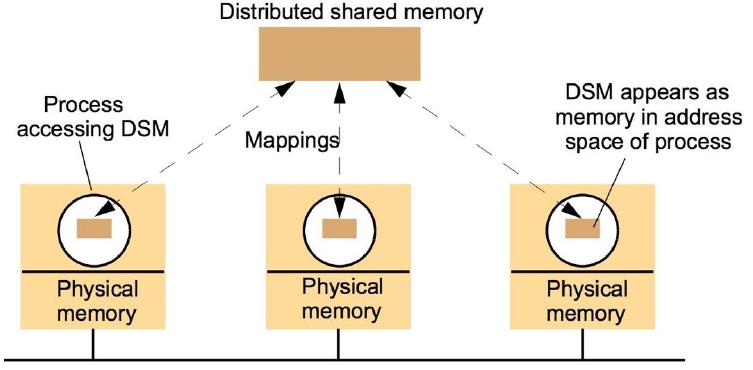 Distributed shared memory
Process
accessing DSM
DSM appears as
memory in address
space of process
Mappings
Physical
memory
Physical
memory
Physical
memory